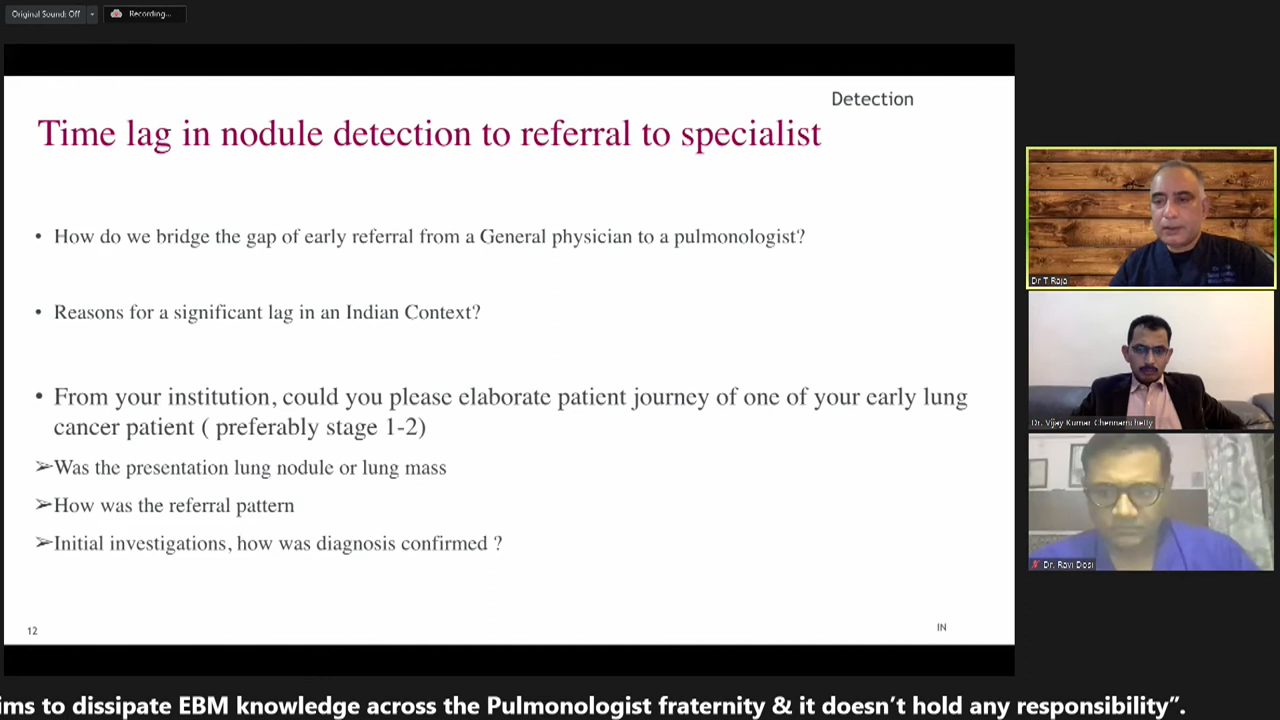 Original Sound: Off
Recording...
Detection
Time lag in nodule detection to referral to specialist
• How do we bridge the gap of early referral from a General physician to a pulmonologist?
• Reasons for a significant lag in an Indian Context?
• From your institution, could you please elaborate patient journey of one of your early lung
cancer patient ( preferably stage 1-2)
➢Was the presentation lung nodule or lung mass
➢How was the referral pattern
➢Initial investigations, how was diagnosis confirmed ?
12
IN
Dr T Raja
Dr. Vijay Kumar Chennamchetty
Dr. Ravi Dosi
ims to dissipate EBM knowledge across the Pulmonologist fraternity & it doesn’t hold any responsibility”.